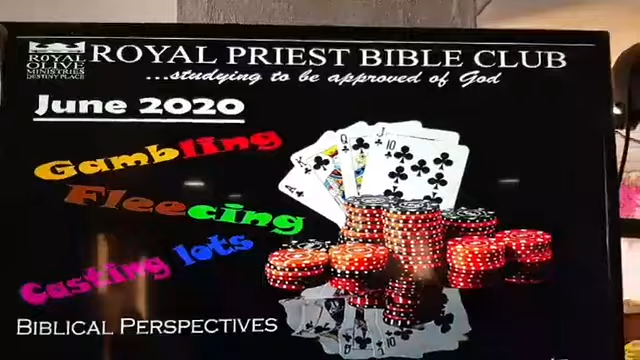 ROYAL
OLIVE
MINISTRIES
DESTINY PLACE
ROYAL PRIEST BIBLE CLUB
...studying to be approved of God
June 2020
Gambling
Fleecing
Casting lots
BIBLICAL PERSPECTIVES
A
K
Q
J
10